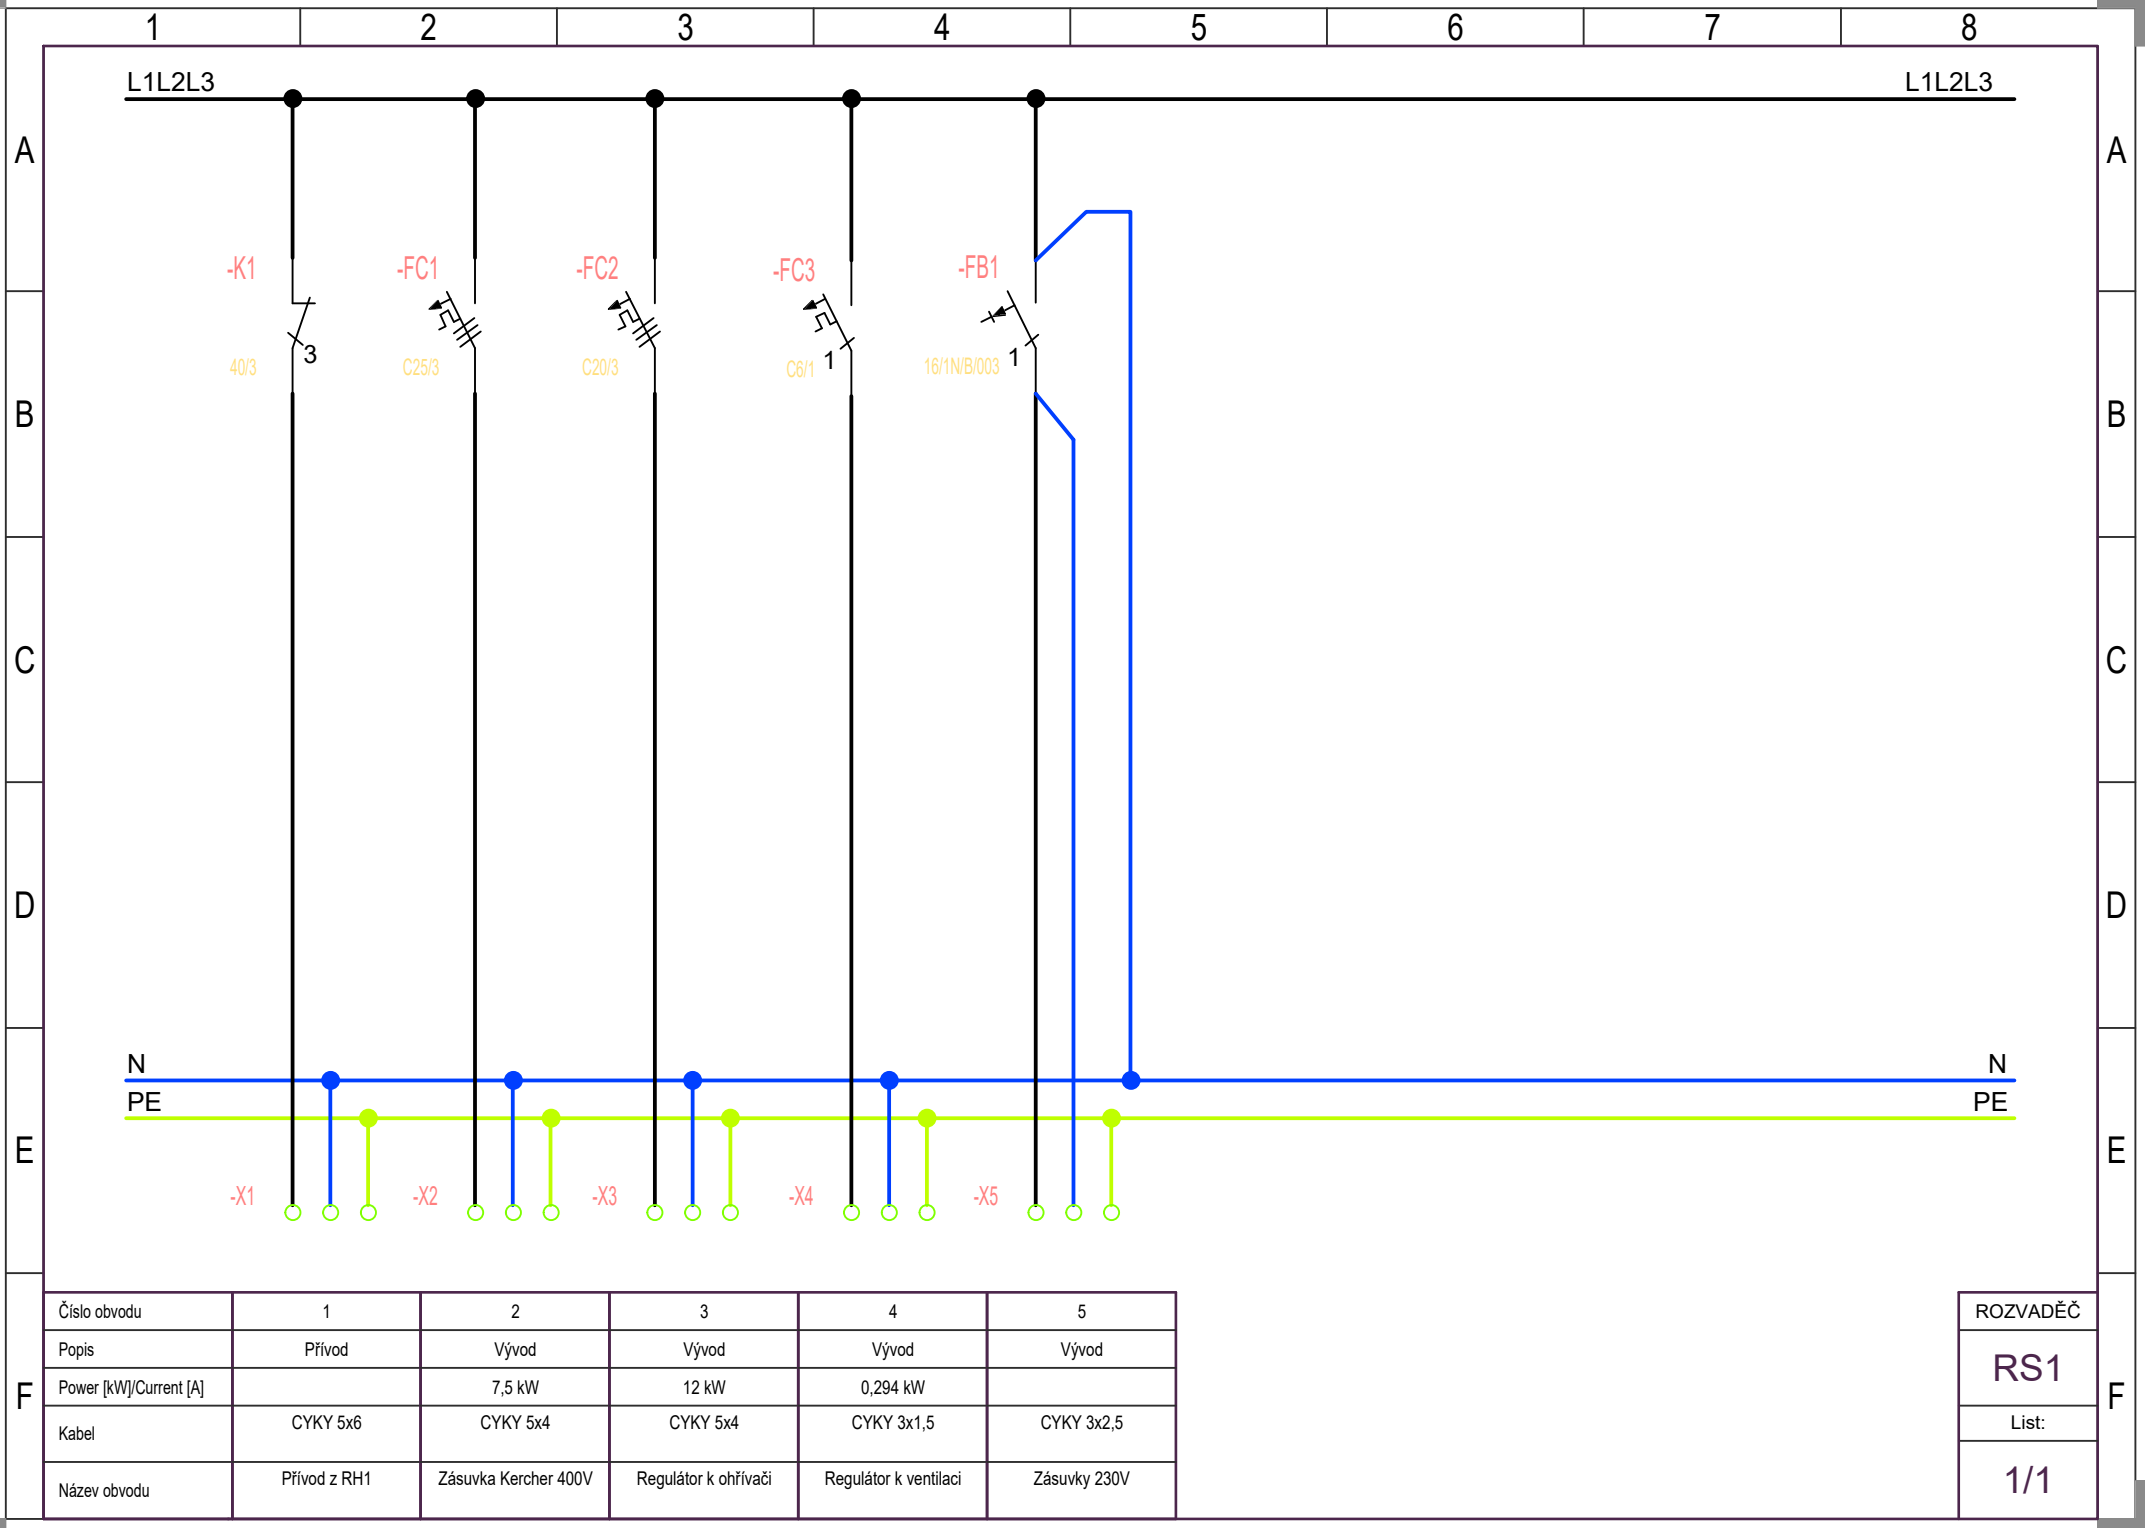 1 2 3 4 5 6 7 8
L1L2L3 L1L2L3
A A
-K1 -FC1 -FC2 -FC3 -FB1
3 1 1
40/3 C25/3 C20/3 C6/1 16/1N/B/003
B B
C C
D D
N N
PE PE
E E
-X1 -X2 -X3 -X4 -X5
Číslo obvodu 1 2 3 4 5
Popis Přívod Vývod Vývod Vývod Vývod
Power [kW]/Current [A] 7,5 kW 12 kW 0,294 kW
Kabel CYKY 5x6 CYKY 5x4 CYKY 5x4 CYKY 3x1,5 CYKY 3x2,5
Název obvodu Přívod z RH1 Zásuvka Kercher 400V Regulátor k ohřívači Regulátor k ventilaci Zásuvky 230V
F F
ROZVADĚČ
RS1
List:
1/1